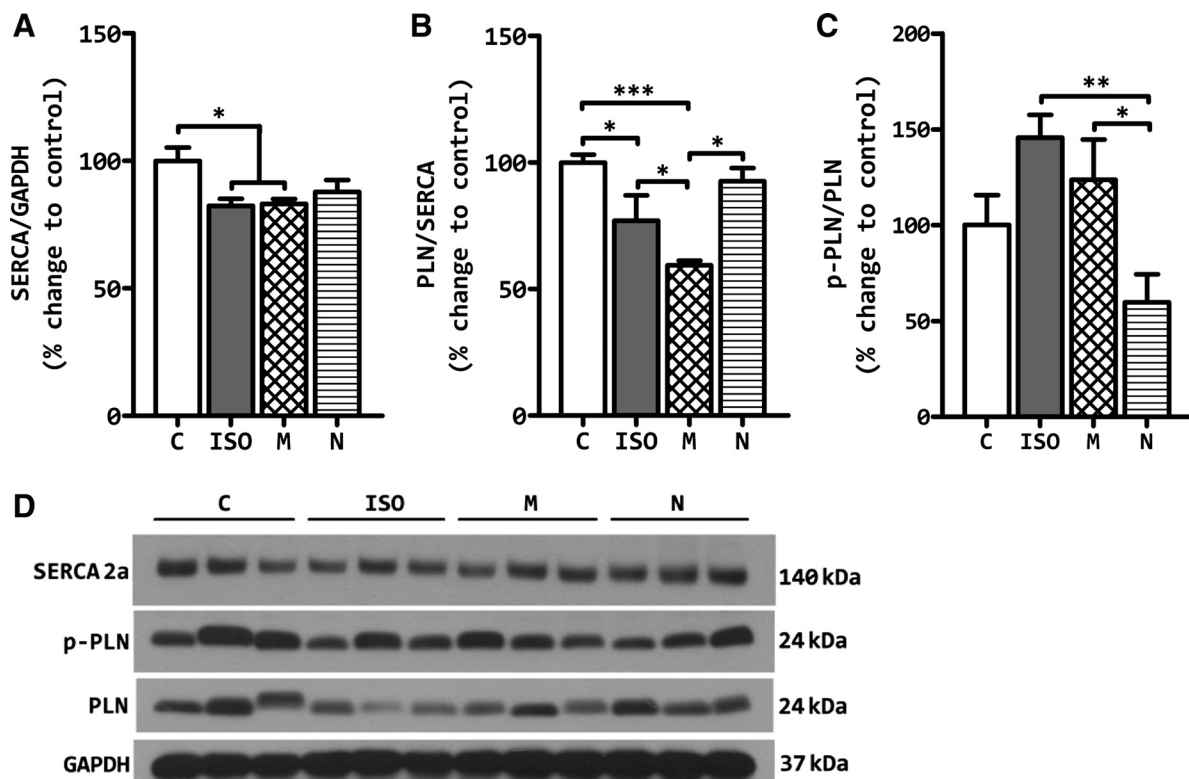 A
SERCA/GAPDH
(% change to control)
150
100
50
0
*
C ISO M N
B
PLN/SERCA
(% change to control)
150
100
50
0
***
*
*
*
C ISO M N
C
p-PLN/PLN
(% change to control)
200
150
100
50
0
**
*
C ISO M N
D
C ISO M N
SERCA 2a 140 kDa
p-PLN 24 kDa
PLN 24 kDa
GAPDH 37 kDa